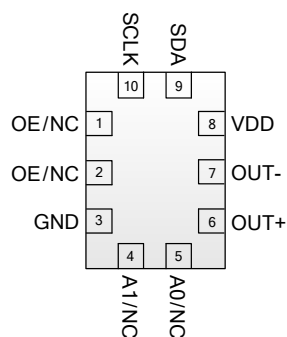 SCLK
SDA
10
9
OE/NC
1
8
VDD
OE/NC
2
7
OUT-
GND
3
6
OUT+
4
5
A1/NC
A0/NC